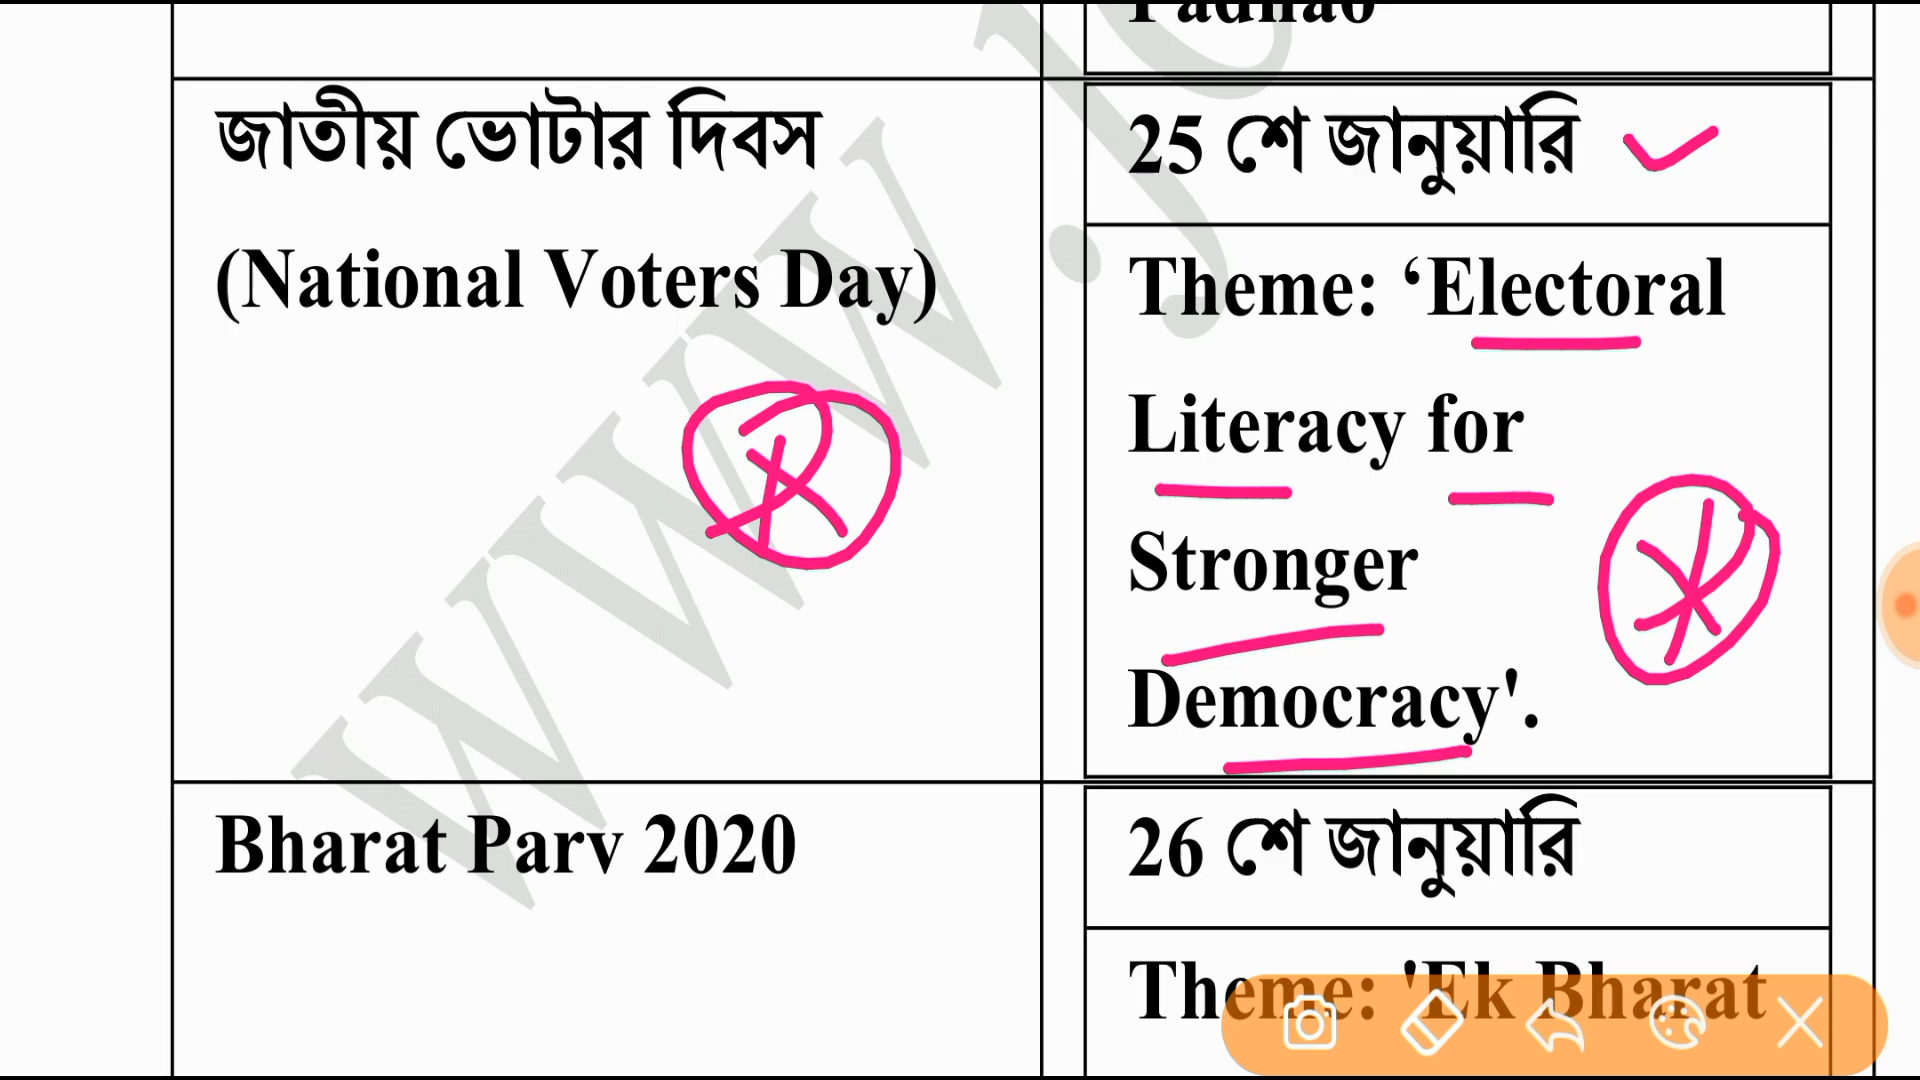 জাতীয় ভোটার দিবস
(National Voters Day)
25 শে জানুয়ারি
Theme: ‘Electoral
Literacy for
Stronger
Democracy'.
Bharat Parv 2020
26 শে জানুয়ারি
Theme: 'Ek Bharat